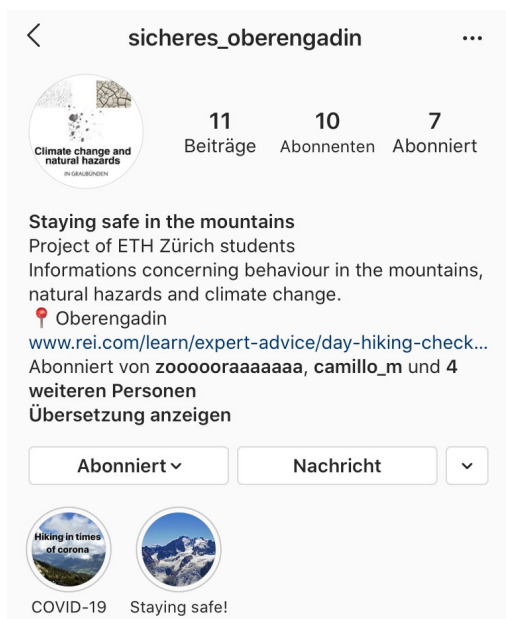 sicheres_oberengadin
Climate change and
natural hazards
IN GRAUBÜNDEN
11
Beiträge
10
Abonnenten
7
Abonniert
Staying safe in the mountains
Project of ETH Zürich students
Informations concerning behaviour in the mountains,
natural hazards and climate change.
📍 Oberengadin
www.rei.com/learn/expert-advice/day-hiking-check...
Abonniert von zoooooraaaaaaa, camillo_m und 4
weiteren Personen
Übersetzung anzeigen
Abonniert
Nachricht
Hiking in times
of corona
COVID-19
Staying safe!